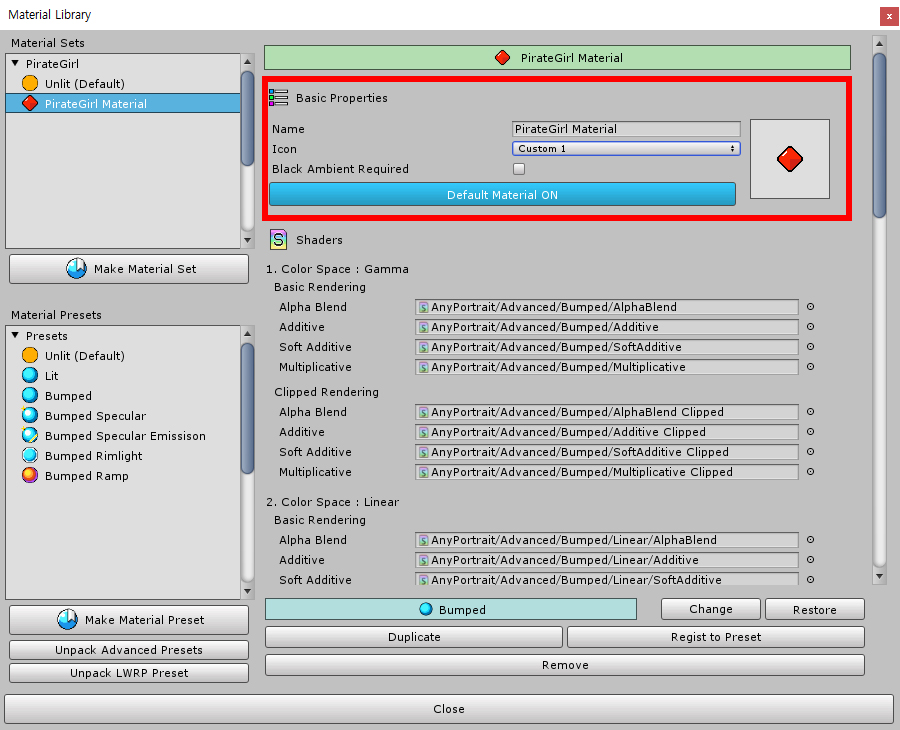 Material Library
x
Material Sets
PirateGirl
Unlit (Default)
PirateGirl Material
Make Material Set
Material Presets
Presets
Unlit (Default)
Lit
Bumped
Bumped Specular
Bumped Specular Emissison
Bumped Rimlight
Bumped Ramp
Make Material Preset
Unpack Advanced Presets
Unpack LWRP Preset
PirateGirl Material
Basic Properties
Name PirateGirl Material
Icon Custom 1
Black Ambient Required
Default Material ON
S Shaders
1. Color Space : Gamma
Basic Rendering
Alpha Blend AnyPortrait/Advanced/Bumped/AlphaBlend
Additive AnyPortrait/Advanced/Bumped/Additive
Soft Additive AnyPortrait/Advanced/Bumped/SoftAdditive
Multiplicative AnyPortrait/Advanced/Bumped/Multiplicative
Clipped Rendering
Alpha Blend AnyPortrait/Advanced/Bumped/AlphaBlend Clipped
Additive AnyPortrait/Advanced/Bumped/Additive Clipped
Soft Additive AnyPortrait/Advanced/Bumped/SoftAdditive Clipped
Multiplicative AnyPortrait/Advanced/Bumped/Multiplicative Clipped
2. Color Space : Linear
Basic Rendering
Alpha Blend AnyPortrait/Advanced/Bumped/Linear/AlphaBlend
Additive AnyPortrait/Advanced/Bumped/Linear/Additive
Soft Additive AnyPortrait/Advanced/Bumped/Linear/SoftAdditive
Bumped Change Restore
Duplicate Regist to Preset
Remove
Close